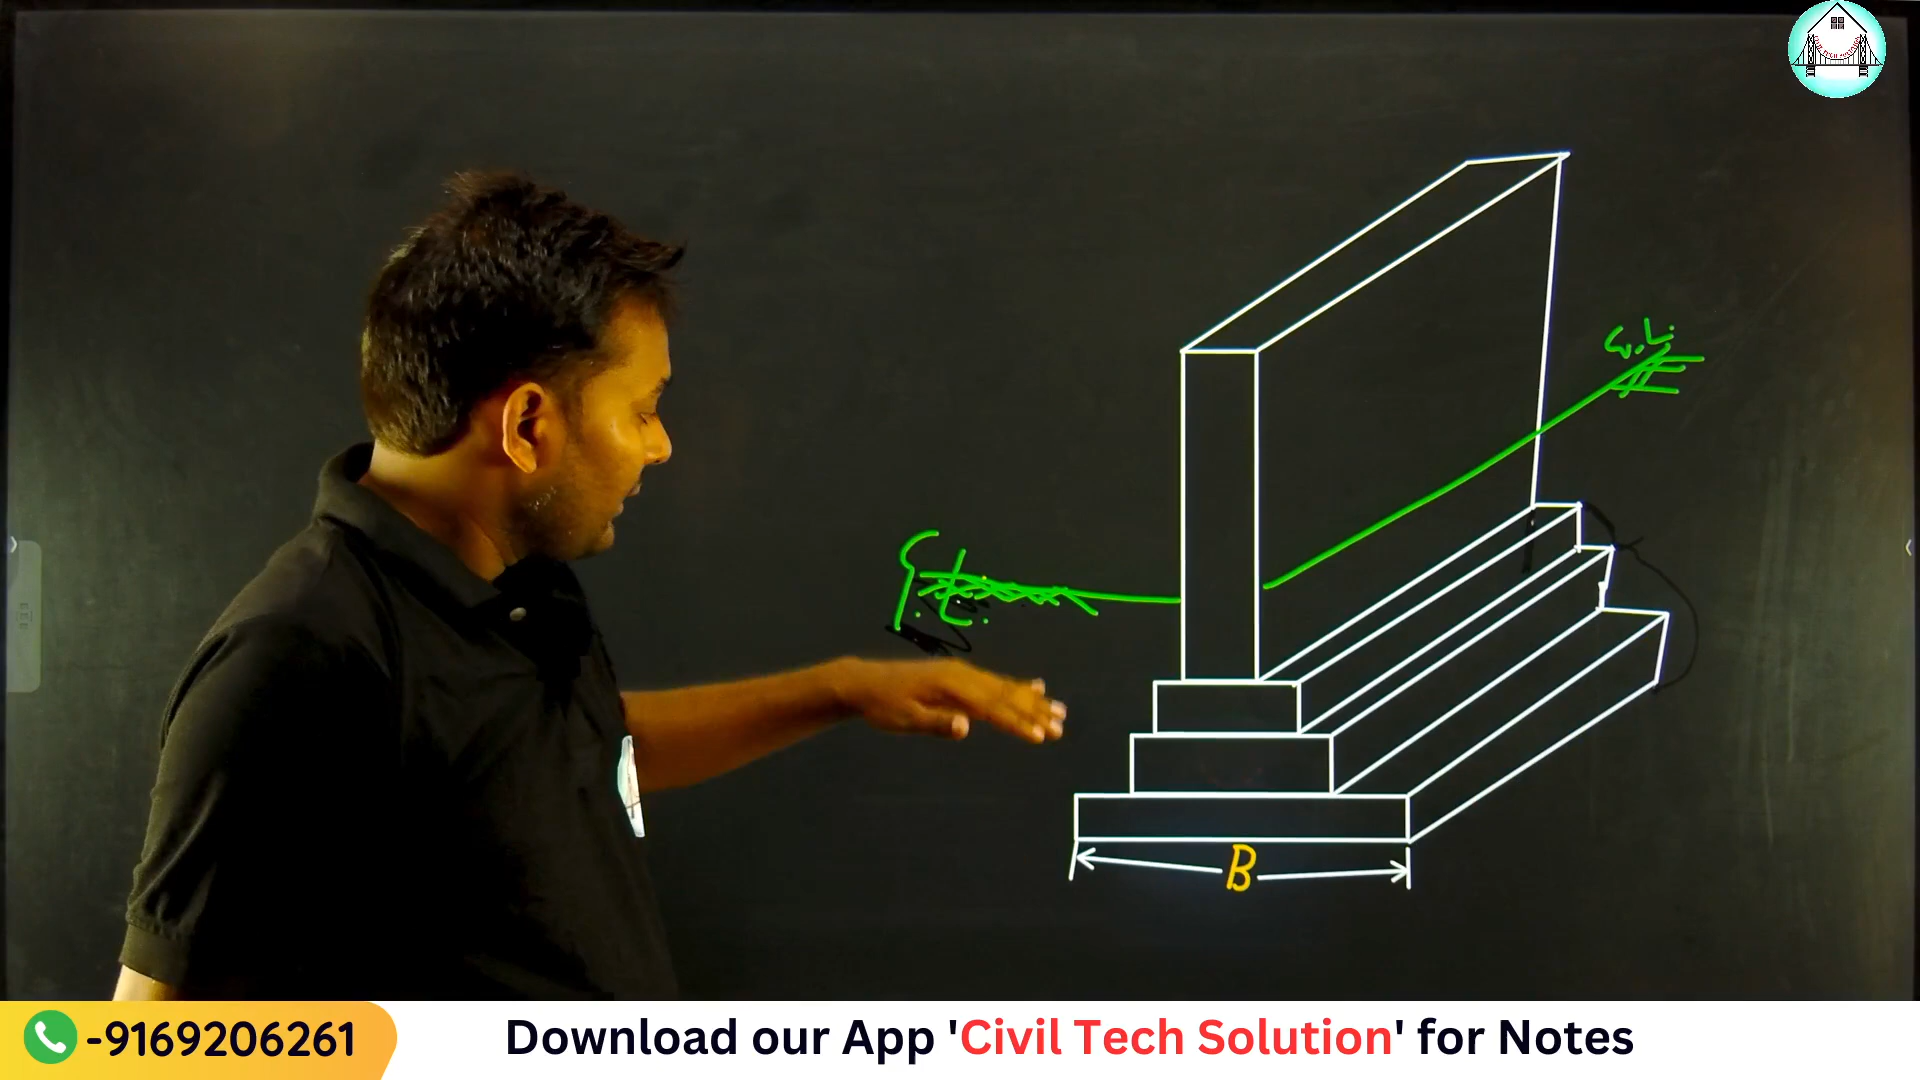 G.L.
G.L.
B
-9169206261
Download our App 'Civil Tech Solution' for Notes